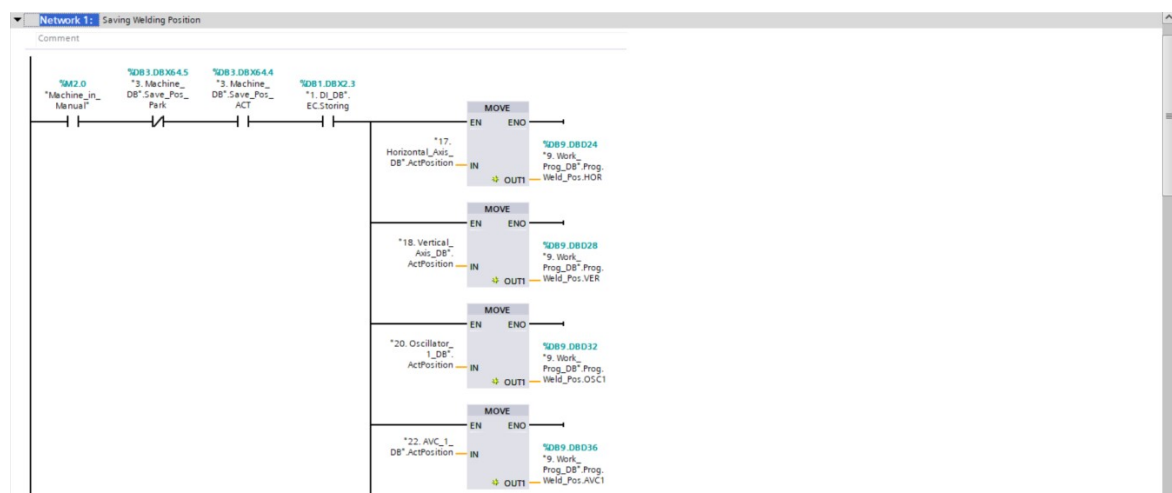 Network 1: Saving Welding Position
Comment
%M2.0
"Machine_in_
Manual"
%DB3.DBX64.5
"3. Machine_
DB".Save_Pos_
Park
%DB3.DBX64.4
"3. Machine_
DB".Save_Pos_
ACT
%DB1.DBX2.3
"1. DI_DB".
EC.Storing
MOVE
EN ENO
"17.
Horizontal_Axis_
DB".ActPosition
IN
OUT1
%DB9.DBD24
"9. Work_
Prog_DB".Prog.
Weld_Pos.HOR
MOVE
EN ENO
"18. Vertical_
Axis_DB".
ActPosition
IN
OUT1
%DB9.DBD28
"9. Work_
Prog_DB".Prog.
Weld_Pos.VER
MOVE
EN ENO
"20. Oscillator_
1_DB".
ActPosition
IN
OUT1
%DB9.DBD32
"9. Work_
Prog_DB".Prog.
Weld_Pos.OSC1
MOVE
EN ENO
"22. AVC_1_
DB".ActPosition
IN
OUT1
%DB9.DBD36
"9. Work_
Prog_DB".Prog.
Weld_Pos.AVC1